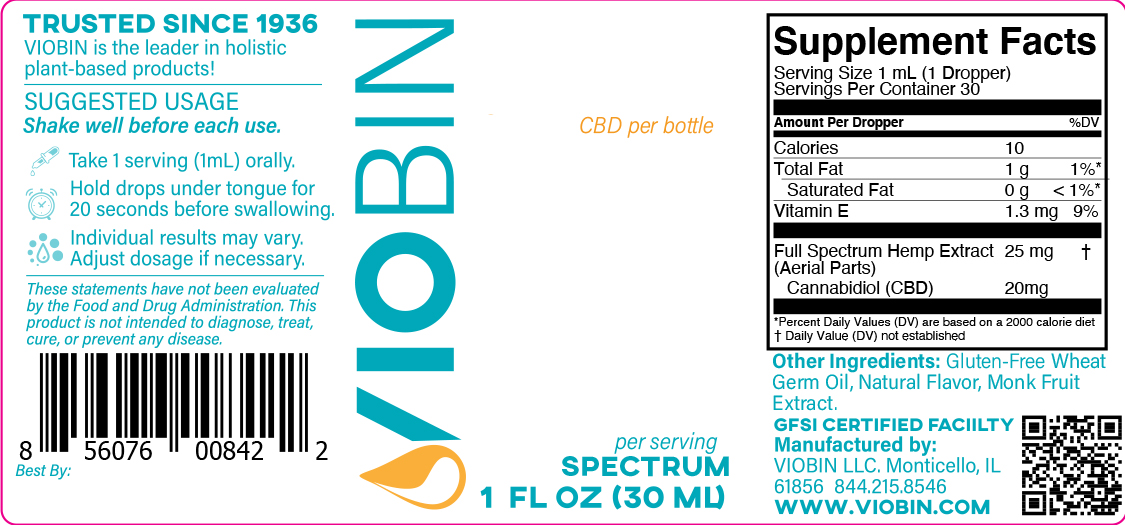 TRUSTED SINCE 1936
VIOBIN is the leader in holistic
plant-based products!
SUGGESTED USAGE
Shake well before each use.
Take 1 serving (1mL) orally.
Hold drops under tongue for
20 seconds before swallowing.
Individual results may vary.
Adjust dosage if necessary.
These statements have not been evaluated
by the Food and Drug Administration. This
product is not intended to diagnose, treat,
cure, or prevent any disease.
8 56076 00842 2
Best By:
VIOBIN
CBD per bottle
per serving
SPECTRUM
1 FL OZ (30 ML)
Supplement Facts
Serving Size 1 mL (1 Dropper)
Servings Per Container 30
Amount Per Dropper %DV
Calories 10
Total Fat 1 g 1%*
Saturated Fat 0 g < 1%*
Vitamin E 1.3 mg 9%
Full Spectrum Hemp Extract 25 mg †
(Aerial Parts)
Cannabidiol (CBD) 20mg
*Percent Daily Values (DV) are based on a 2000 calorie diet
† Daily Value (DV) not established
Other Ingredients: Gluten-Free Wheat
Germ Oil, Natural Flavor, Monk Fruit
Extract.
GFSI CERTIFIED FACIILTY
Manufactured by:
VIOBIN LLC. Monticello, IL
61856 844.215.8546
WWW.VIOBIN.COM